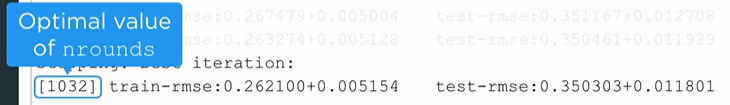 Optimal value
of nrounds
rmse:0.267479+0.005004 test-rmse:0.351167+0.012708
rmse:0.263274+0.005128 test-rmse:0.350461+0.011929
iteration:
[1032] train-rmse:0.262100+0.005154 test-rmse:0.350303+0.011801